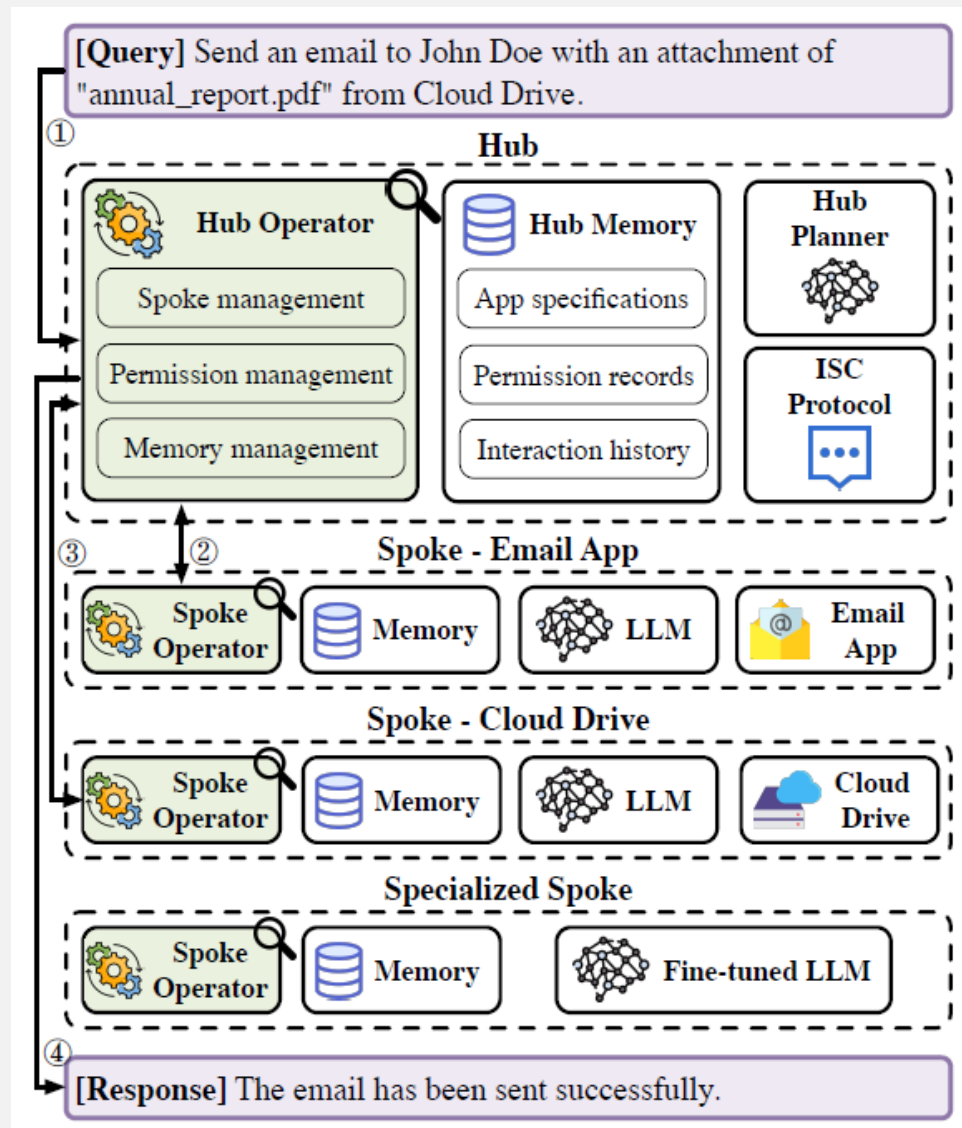 [Query] Send an email to John Doe with an attachment of
"annual_report.pdf" from Cloud Drive.
①
Hub
Hub Operator
Spoke management
Permission management
Memory management
Hub Memory
App specifications
Permission records
Interaction history
Hub
Planner
ISC
Protocol
③
②
Spoke - Email App
Spoke
Operator
Memory
LLM
@
Email
App
Spoke - Cloud Drive
Spoke
Operator
Memory
LLM
Cloud
Drive
Specialized Spoke
Spoke
Operator
Memory
Fine-tuned LLM
④
[Response] The email has been sent successfully.